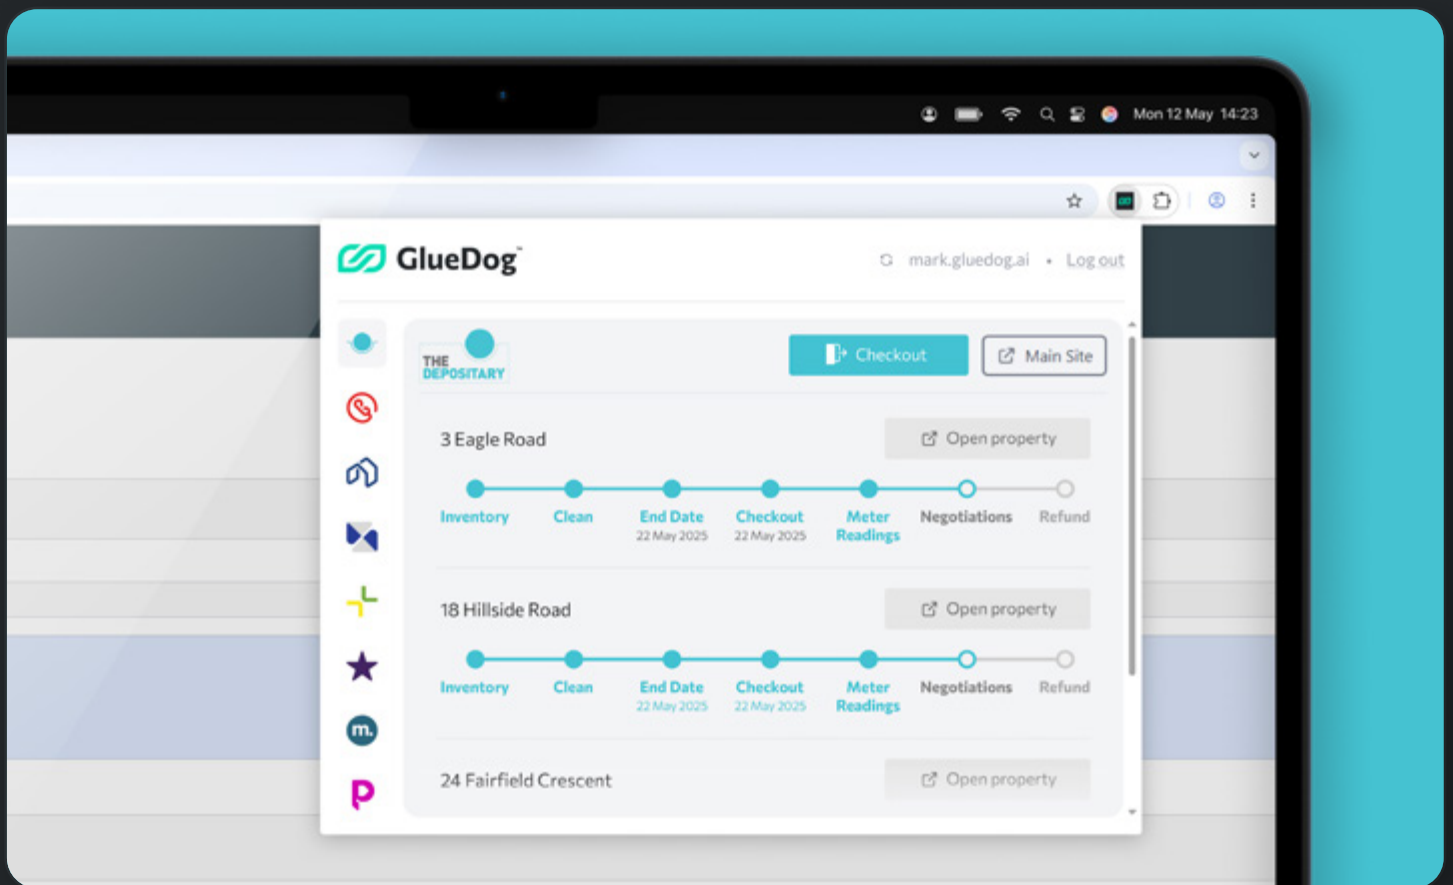 Mon 12 May 14:23
GlueDog™
mark.gluedog.ai • Log out
THE
DEPOSITARY
Checkout
Main Site
3 Eagle Road
Open property
Inventory
Clean
End Date
22 May 2025
Checkout
22 May 2025
Meter
Readings
Negotiations
Refund
18 Hillside Road
Open property
Inventory
Clean
End Date
22 May 2025
Checkout
22 May 2025
Meter
Readings
Negotiations
Refund
m.
24 Fairfield Crescent
Open property